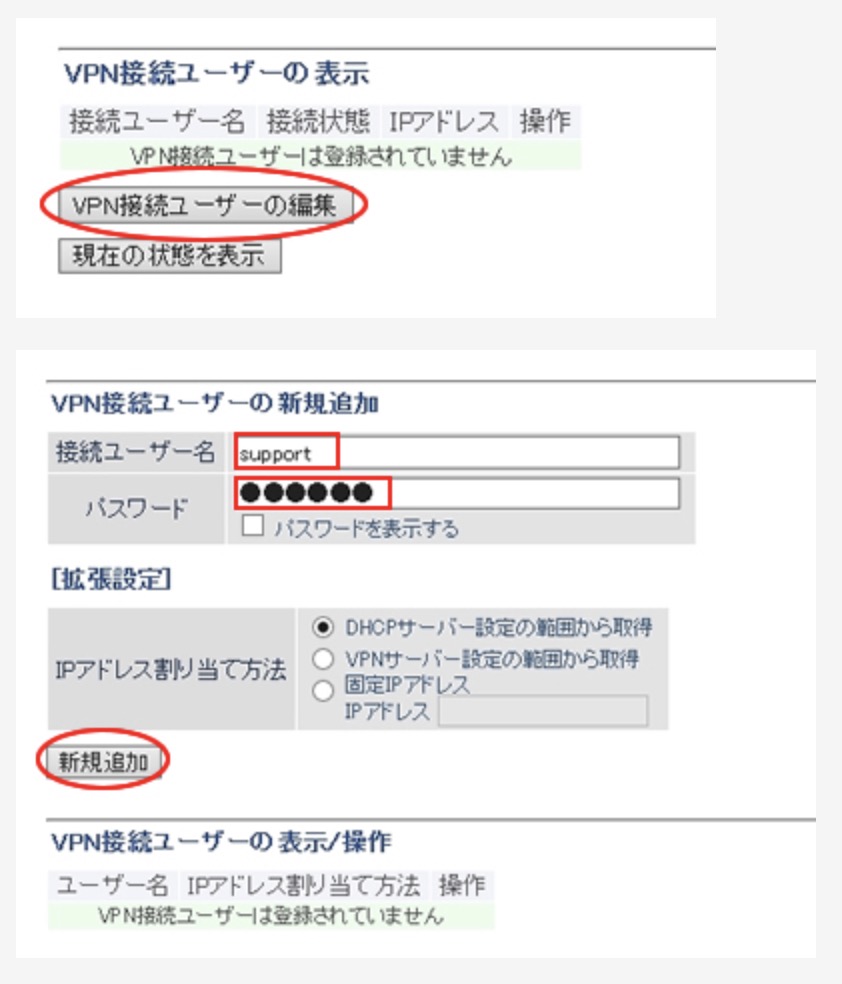 VPN接続ユーザーの表示
接続ユーザー名 接続状態 IPアドレス 操作
VPN接続ユーザーは登録されていません
VPN接続ユーザーの編集
現在の状態を表示
VPN接続ユーザーの新規追加
接続ユーザー名 support
パスワード ●●●●●●
パスワードを表示する
[拡張設定]
IPアドレス割り当て方法
DHCPサーバー設定の範囲から取得
VPNサーバー設定の範囲から取得
固定IPアドレス
IPアドレス
新規追加
VPN接続ユーザーの表示/操作
ユーザー名 IPアドレス割り当て方法 操作
VPN接続ユーザーは登録されていません